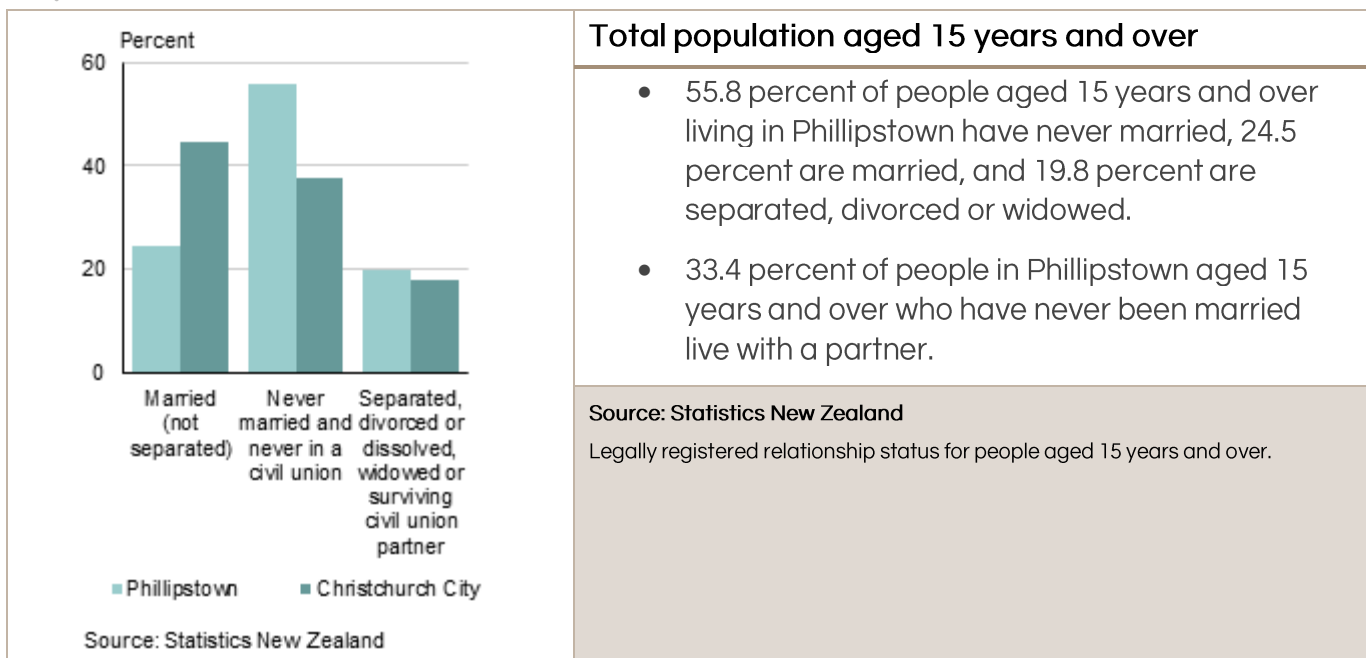 Percent
60
40
20
0
Married
(not
separated)
Never
married and
never in a
civil union
Separated,
divorced or
dissolved,
widowed or
surviving
civil union
partner
Phillipstown
Christchurch City
Source: Statistics New Zealand
Total population aged 15 years and over
• 55.8 percent of people aged 15 years and over
living in Phillipstown have never married, 24.5
percent are married, and 19.8 percent are
separated, divorced or widowed.
• 33.4 percent of people in Phillipstown aged 15
years and over who have never been married
live with a partner.
Source: Statistics New Zealand
Legally registered relationship status for people aged 15 years and over.